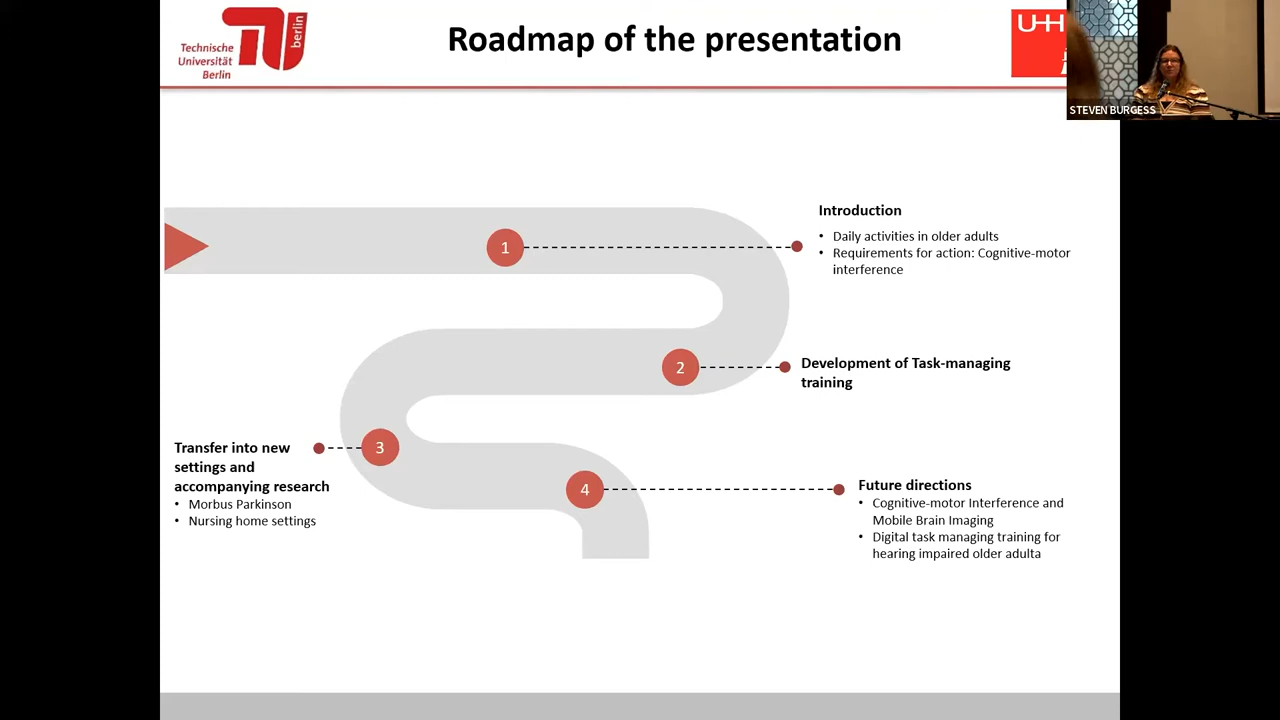 Technische
Universität
Berlin
berlin
Roadmap of the presentation
UHH
STEVEN BURGESS
1
Introduction
• Daily activities in older adults
• Requirements for action: Cognitive-motor
interference
2
Development of Task-managing
training
3
Transfer into new
settings and
accompanying research
• Morbus Parkinson
• Nursing home settings
4
Future directions
• Cognitive-motor Interference and
Mobile Brain Imaging
• Digital task managing training for
hearing impaired older adulta